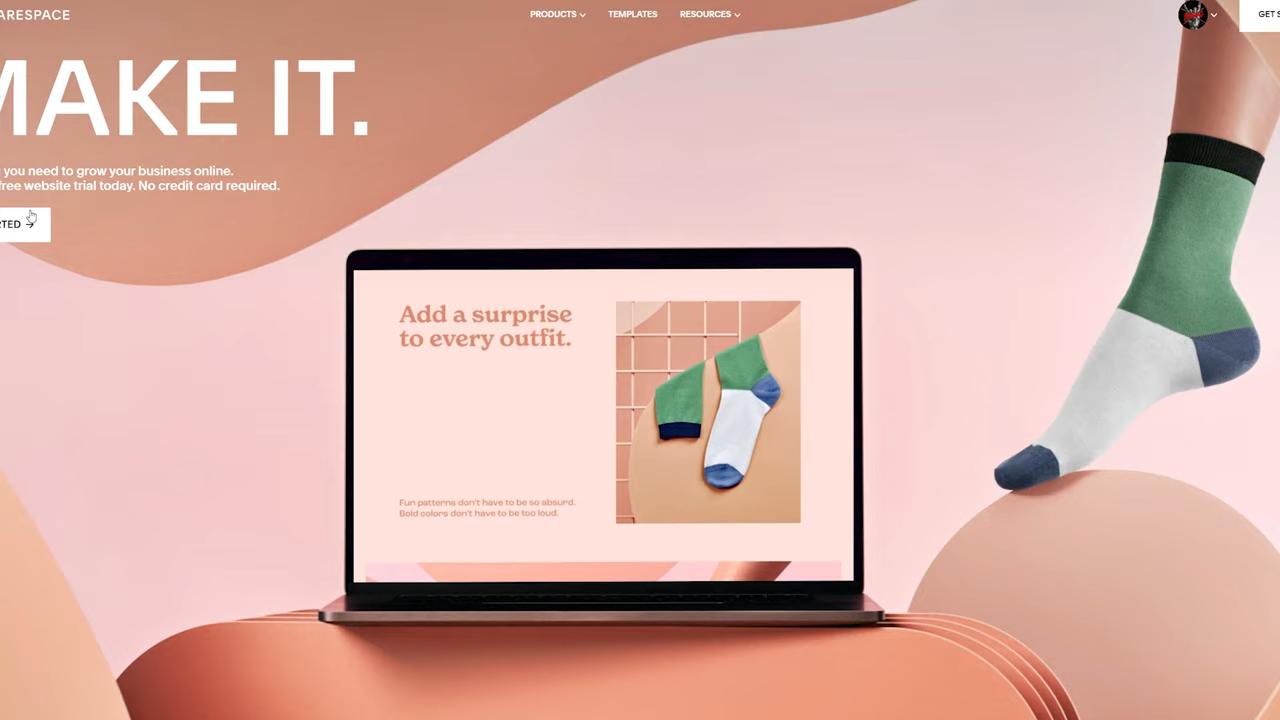 ARESPACE
PRODUCTS
TEMPLATES
RESOURCES
GET S
MAKE IT.
you need to grow your business online.
free website trial today. No credit card required.
RTED →
Add a surprise
to every outfit.
Fun patterns don't have to be so absurd.
Bold colors don't have to be too loud.